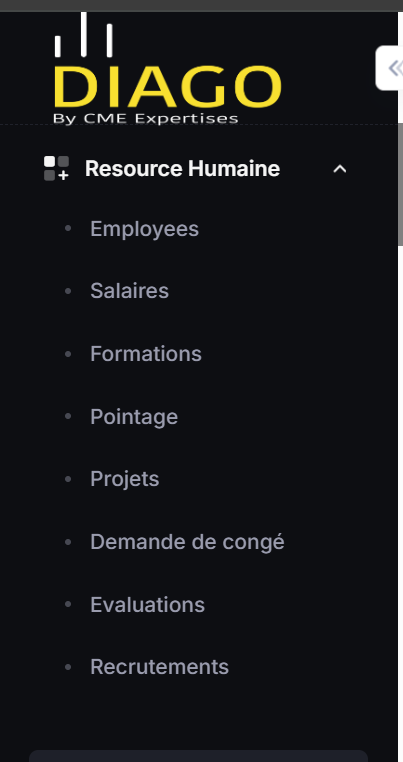 DIAGO
By CME Expertises
Resource Humaine
Employees
Salaires
Formations
Pointage
Projets
Demande de congé
Evaluations
Recrutements